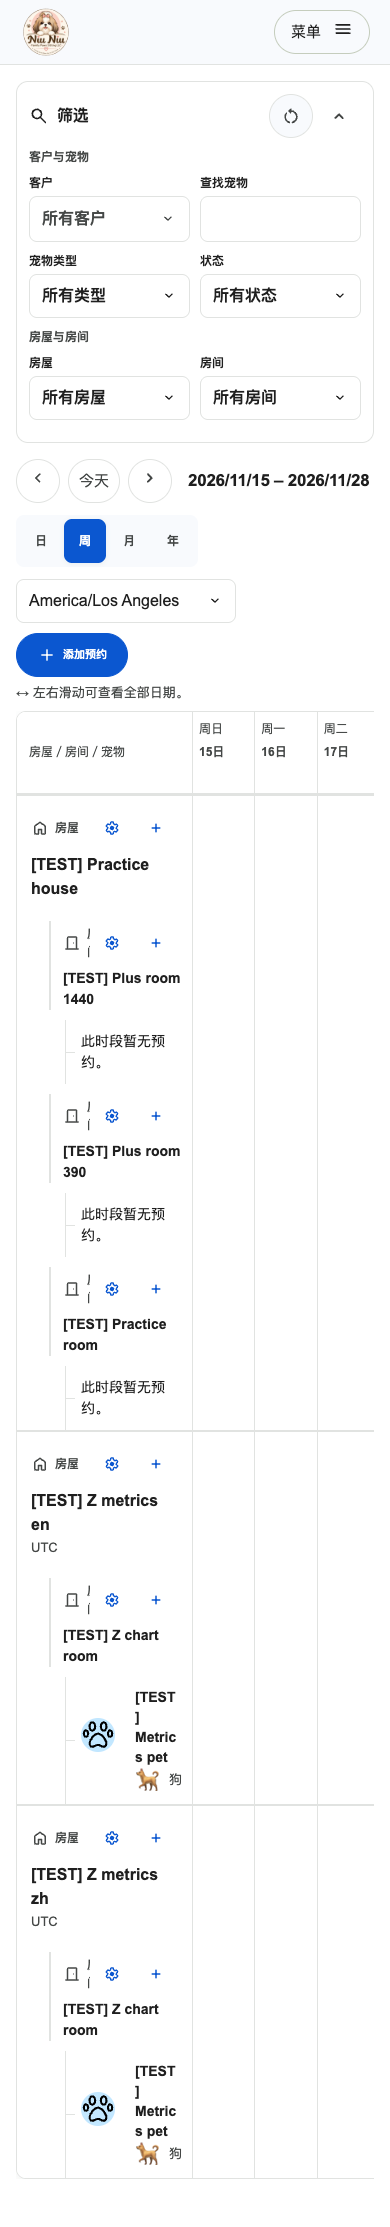 Niu Niu
菜单
筛选
客户与宠物
客户
查找宠物
所有客户
宠物类型
状态
所有类型
所有状态
房屋与房间
房屋
房间
所有房屋
所有房间
今天
2026/11/15 – 2026/11/28
日
周
月
年
America/Los Angeles
添加预约
左右滑动可查看全部日期。
房屋 / 房间 / 宠物
周日
15日
周一
16日
周二
17日
房屋
[TEST] Practice
house
[TEST] Plus room
1440
此时段暂无预
约。
[TEST] Plus room
390
此时段暂无预
约。
[TEST] Practice
room
此时段暂无预
约。
房屋
[TEST] Z metrics
en
UTC
[TEST] Z chart
room
[TEST
]
Metric
s pet
狗
房屋
[TEST] Z metrics
zh
UTC
[TEST] Z chart
room
[TEST
]
Metric
s pet
狗